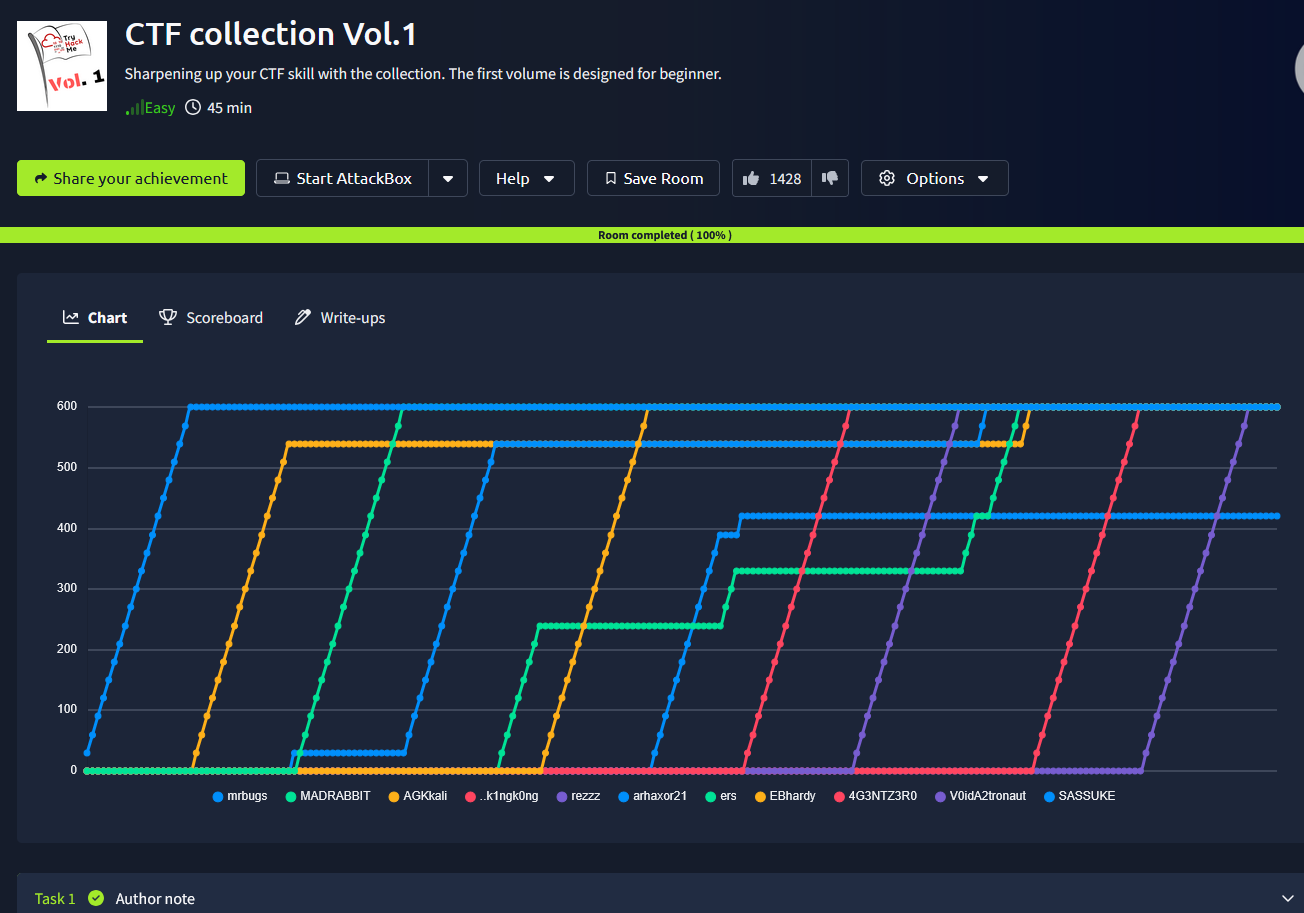 Try
Hack
Me
Vol. 1
CTF collection Vol.1
Sharpening up your CTF skill with the collection. The first volume is designed for beginner.
Easy 45 min
Share your achievement Start AttackBox Help Save Room 1428 Options
Room completed ( 100% )
Chart Scoreboard Write-ups
600
500
400
300
200
100
0
mrbugs MADRABBIT AGKkali ..k1ngk0ng rezzz arhaxor21 ers EBhardy 4G3NTZ3R0 V0idA2tronaut SASSUKE
Task 1 Author note